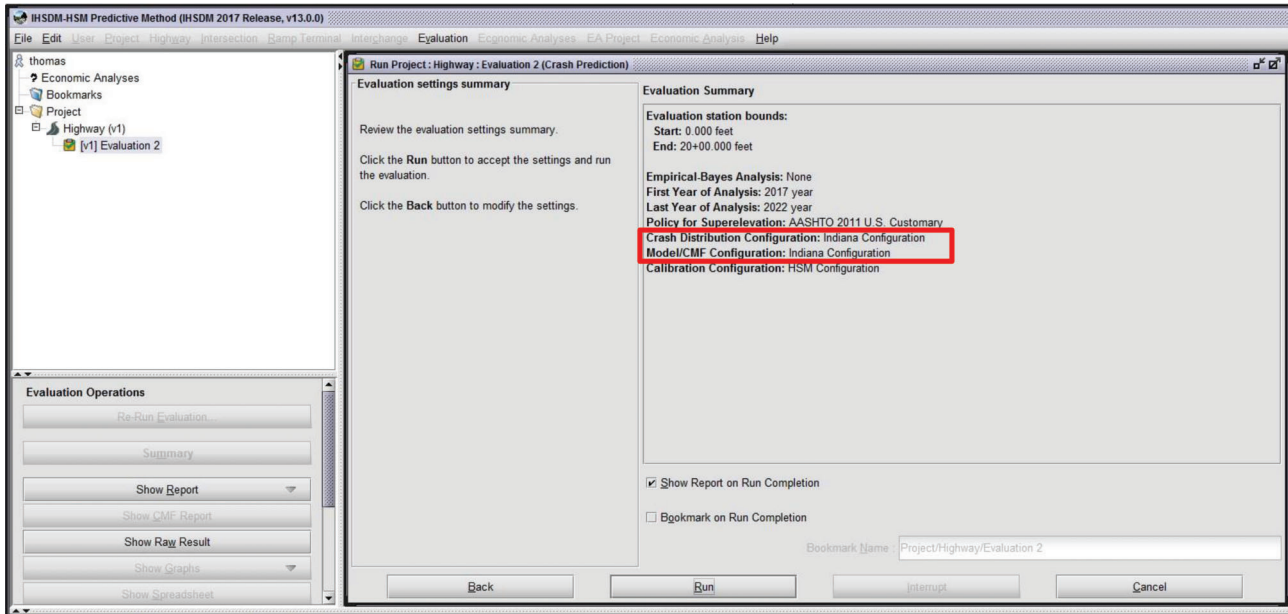 IHSDM-HSM Predictive Method (IHSDM 2017 Release, v13.0.0)
File Edit User Project Highway Intersection Ramp Terminal Interchange Evaluation Economic Analyses EA Project Economic Analysis Help
thomas
? Economic Analyses
Bookmarks
Project
Highway (v1)
[v1] Evaluation 2
Evaluation Operations
Re-Run Evaluation...
Summary
Show Report
Show CMF Report
Show Raw Result
Show Graphs
Show Spreadsheet
Run Project : Highway : Evaluation 2 (Crash Prediction)
Evaluation settings summary
Review the evaluation settings summary.
Click the Run button to accept the settings and run
the evaluation.
Click the Back button to modify the settings.
Evaluation Summary
Evaluation station bounds:
Start: 0.000 feet
End: 20+00.000 feet
Empirical-Bayes Analysis: None
First Year of Analysis: 2017 year
Last Year of Analysis: 2022 year
Policy for Superelevation: AASHTO 2011 U.S. Customary
Crash Distribution Configuration: Indiana Configuration
Model/CMF Configuration: Indiana Configuration
Calibration Configuration: HSM Configuration
Show Report on Run Completion
Bookmark on Run Completion
Bookmark Name : Project/Highway/Evaluation 2
Back Run Interrupt Cancel